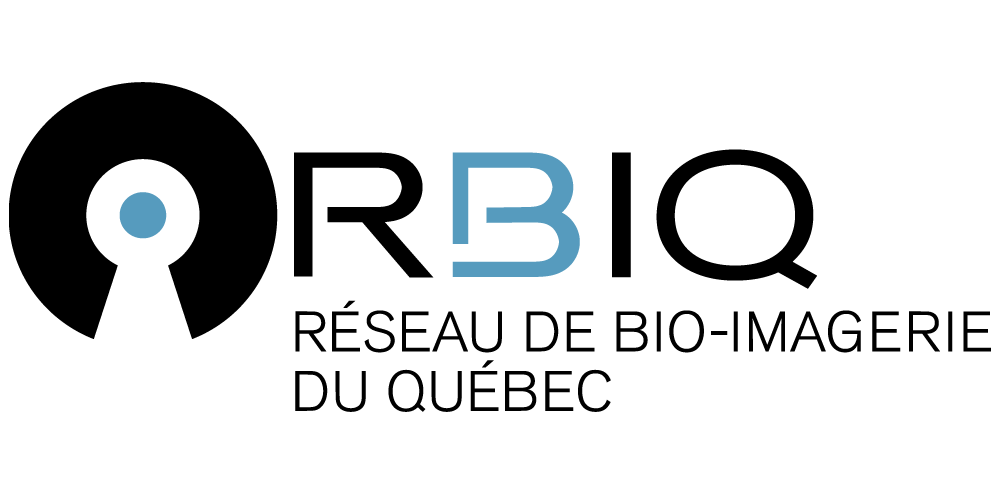 RBIQ
RÉSEAU DE BIO-IMAGERIE
DU QUÉBEC